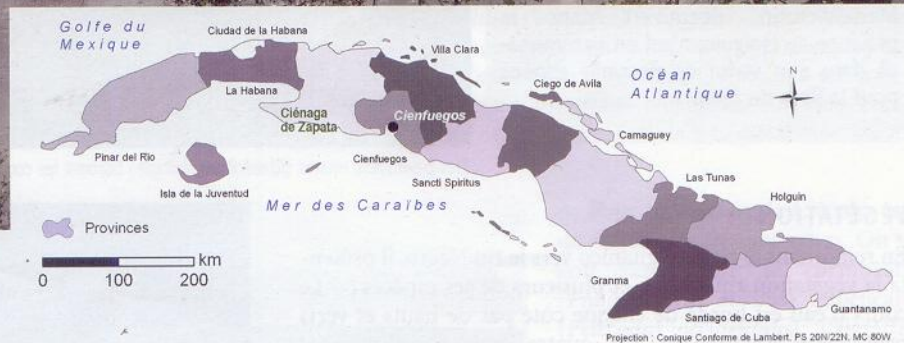 Golfe du
Mexique
Ciudad de la Habana
Villa Clara
Océan
Atlantique
N
La Habana
Ciego de Avila
Ciénaga
de Zapata
Cienfuegos
Camaguey
Pinar del Rio
Cienfuegos
Sancti Spiritus
Las Tunas
Isla de la Juventud
Holguin
Mer des Caraïbes
Provinces
km
0 100 200
Granma
Santiago de Cuba
Guantanamo
Projection : Conique Conforme de Lambert, PS 20N/22N, MC 80W